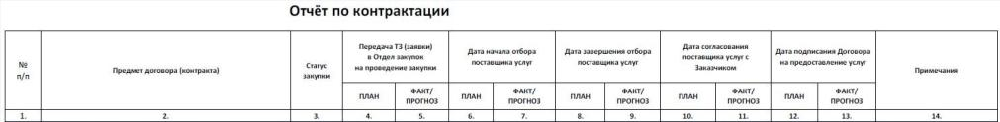 Отчёт по контрактации
№
п/п
Предмет договора (контракта)
Статус
закупки
Передача ТЗ (заявки)
в Отдел закупок
на проведение закупки
Дата начала отбора
поставщика услуг
Дата завершения отбора
поставщика услуг
Дата согласования
поставщика услуг с
Заказчиком
Дата подписания Договора
на предоставление услуг
Примечания
ПЛАН
ФАКТ/
ПРОГНОЗ
ПЛАН
ФАКТ/
ПРОГНОЗ
ПЛАН
ФАКТ/
ПРОГНОЗ
ПЛАН
ФАКТ/
ПРОГНОЗ
ПЛАН
ФАКТ/
ПРОГНОЗ
1. 2. 3. 4. 5. 6. 7. 8. 9. 10. 11. 12. 13. 14.